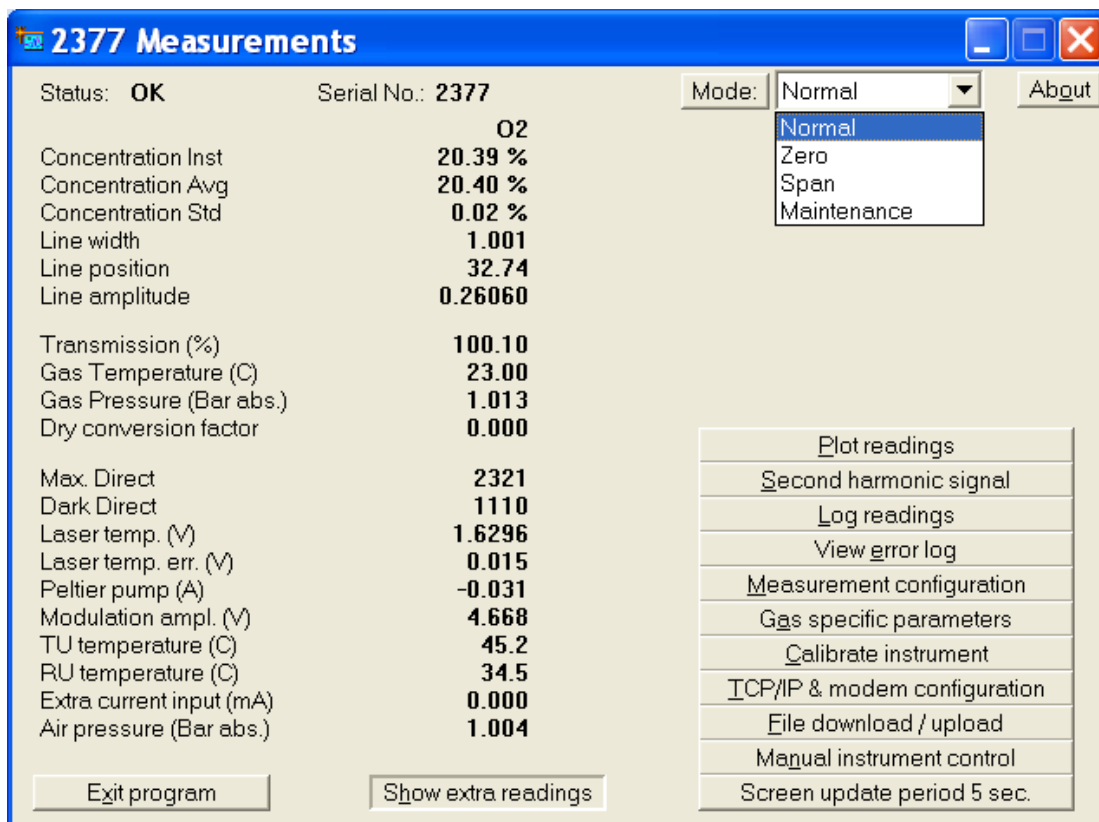 2377 Measurements
Status: OK Serial No.: 2377 Mode: Normal About
Normal
Zero
Span
Maintenance
O2
Concentration Inst 20.39 %
Concentration Avg 20.40 %
Concentration Std 0.02 %
Line width 1.001
Line position 32.74
Line amplitude 0.26060
Transmission (%) 100.10
Gas Temperature (C) 23.00
Gas Pressure (Bar abs.) 1.013
Dry conversion factor 0.000
Max. Direct 2321
Dark Direct 1110
Laser temp. (V) 1.6296
Laser temp. err. (V) 0.015
Peltier pump (A) -0.031
Modulation ampl. (V) 4.668
TU temperature (C) 45.2
RU temperature (C) 34.5
Extra current input (mA) 0.000
Air pressure (Bar abs.) 1.004
Plot readings
Second harmonic signal
Log readings
View error log
Measurement configuration
Gas specific parameters
Calibrate instrument
TCP/IP & modem configuration
File download / upload
Manual instrument control
Exit program Show extra readings Screen update period 5 sec.